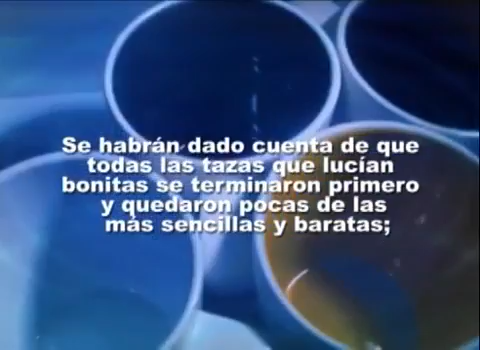 Se habrán dado cuenta de que
todas las tazas que lucían
bonitas se terminaron primero
y quedaron pocas de las
más sencillas y baratas;